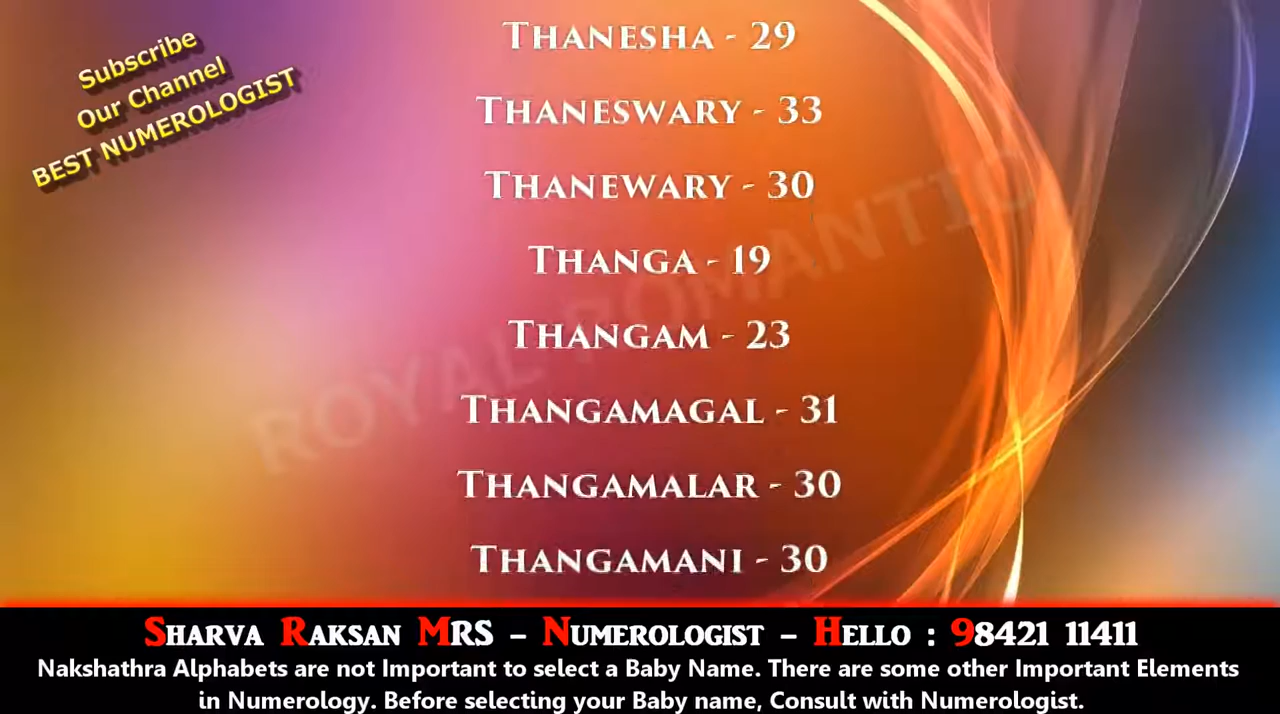 Subscribe
Our Channel
BEST NUMEROLOGIST
THANESHA - 29
THANESWARY - 33
THANEWARY - 30
THANGA - 19
THANGAM - 23
THANGAMAGAL - 31
THANGAMALAR - 30
THANGAMANI - 30
ROYAL ROMANTIC
SHARVA RAKSAN MRS – NUMEROLOGIST – HELLO : 98421 11411
Nakshathra Alphabets are not Important to select a Baby Name. There are some other Important Elements
in Numerology. Before selecting your Baby name, Consult with Numerologist.